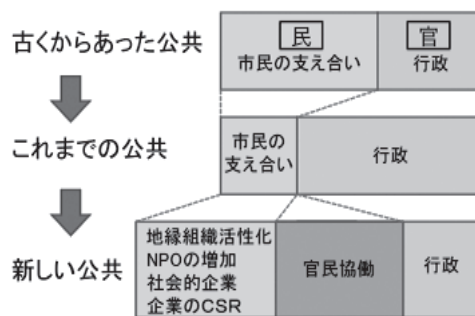 古くからあった公共
民
市民の支え合い
官
行政
これまでの公共
市民の
支え合い
行政
新しい公共
地縁組織活性化
NPOの増加
社会的企業
企業のCSR
官民協働
行政